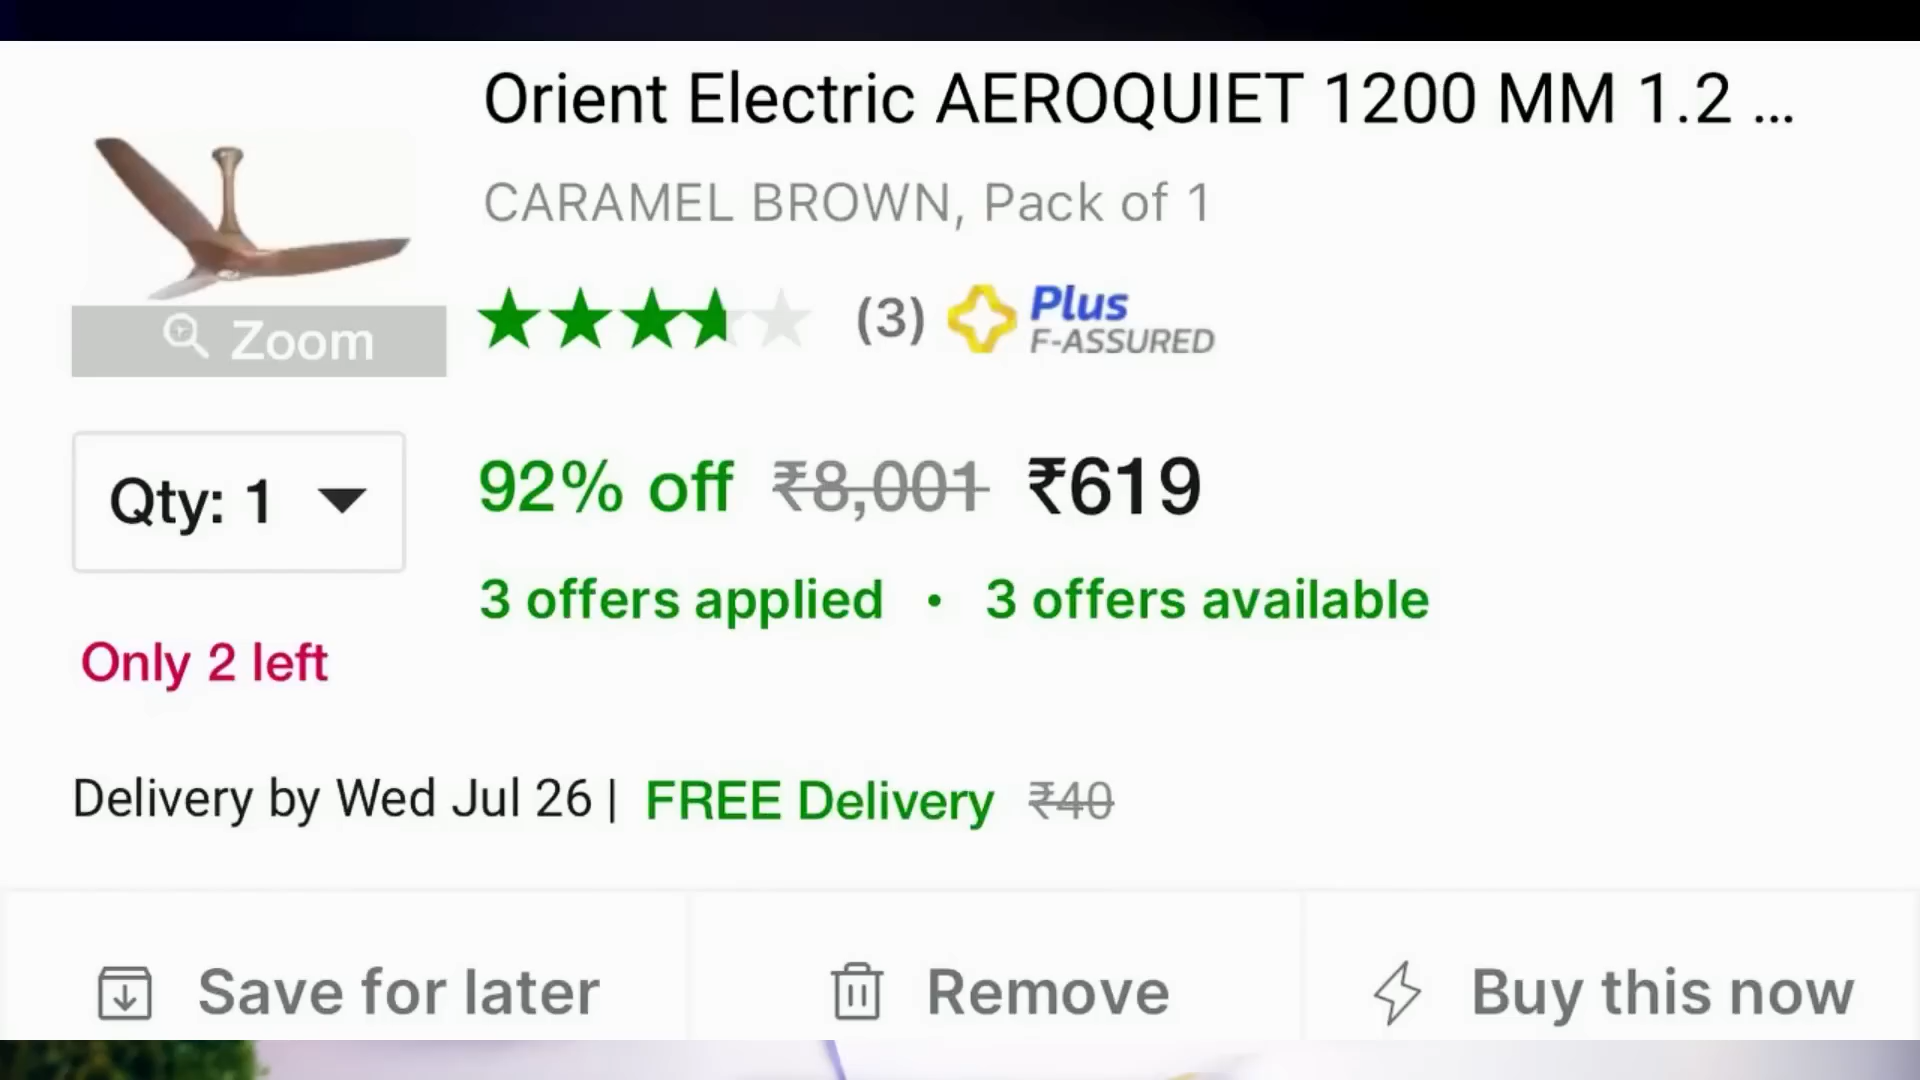 Orient Electric AEROQUIET 1200 MM 1.2 ...
CARAMEL BROWN, Pack of 1
(3) Plus
F-ASSURED
Zoom
Qty: 1
92% off ₹8,001 ₹619
3 offers applied • 3 offers available
Only 2 left
Delivery by Wed Jul 26 | FREE Delivery ₹40
Save for later
Remove
Buy this now